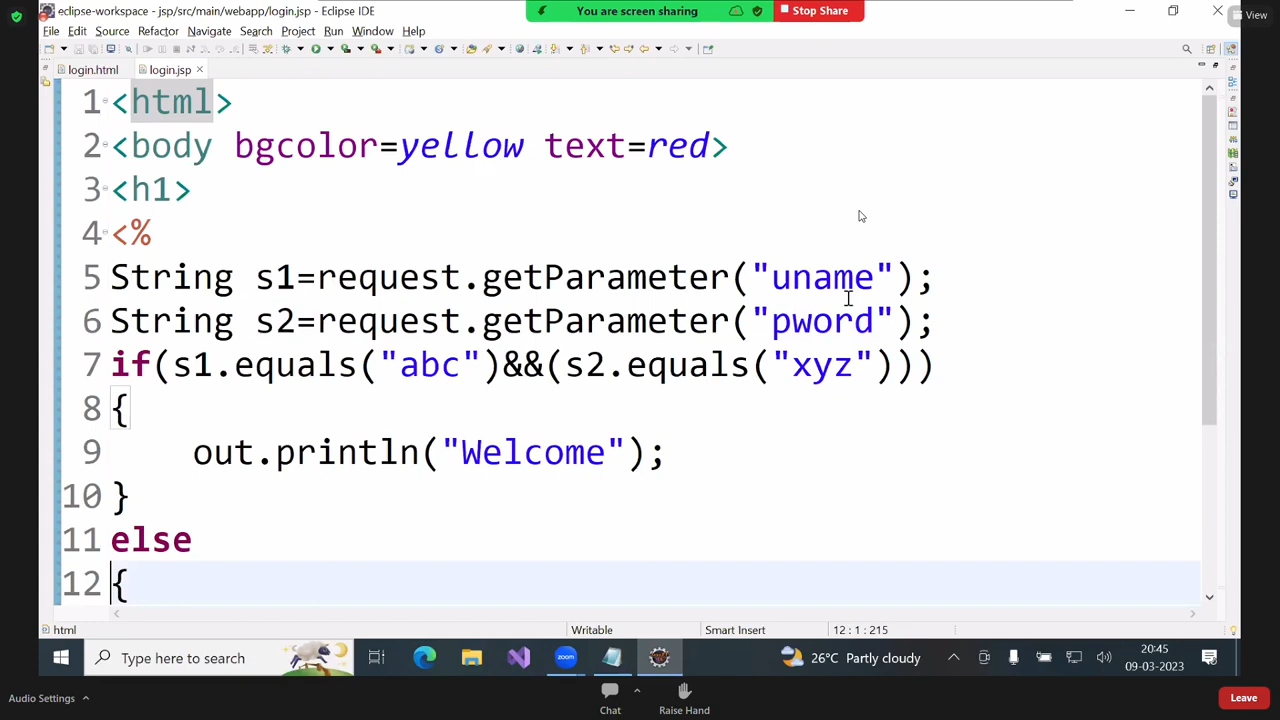 eclipse-workspace - jsp/src/main/webapp/login.jsp - Eclipse IDE
You are screen sharing
Stop Share
View
File Edit Source Refactor Navigate Search Project Run Window Help
login.html
login.jsp
1 <html>
2 <body bgcolor=yellow text=red>
3 <h1>
4 <%
5 String s1=request.getParameter("uname");
6 String s2=request.getParameter("pword");
7 if(s1.equals("abc")&&(s2.equals("xyz")))
8 {
9 out.println("Welcome");
10 }
11 else
12 {
html
Writable
Smart Insert
12 : 1 : 215
Type here to search
zoom
26°C Partly cloudy
20:45
09-03-2023
Audio Settings
Chat
Raise Hand
Leave